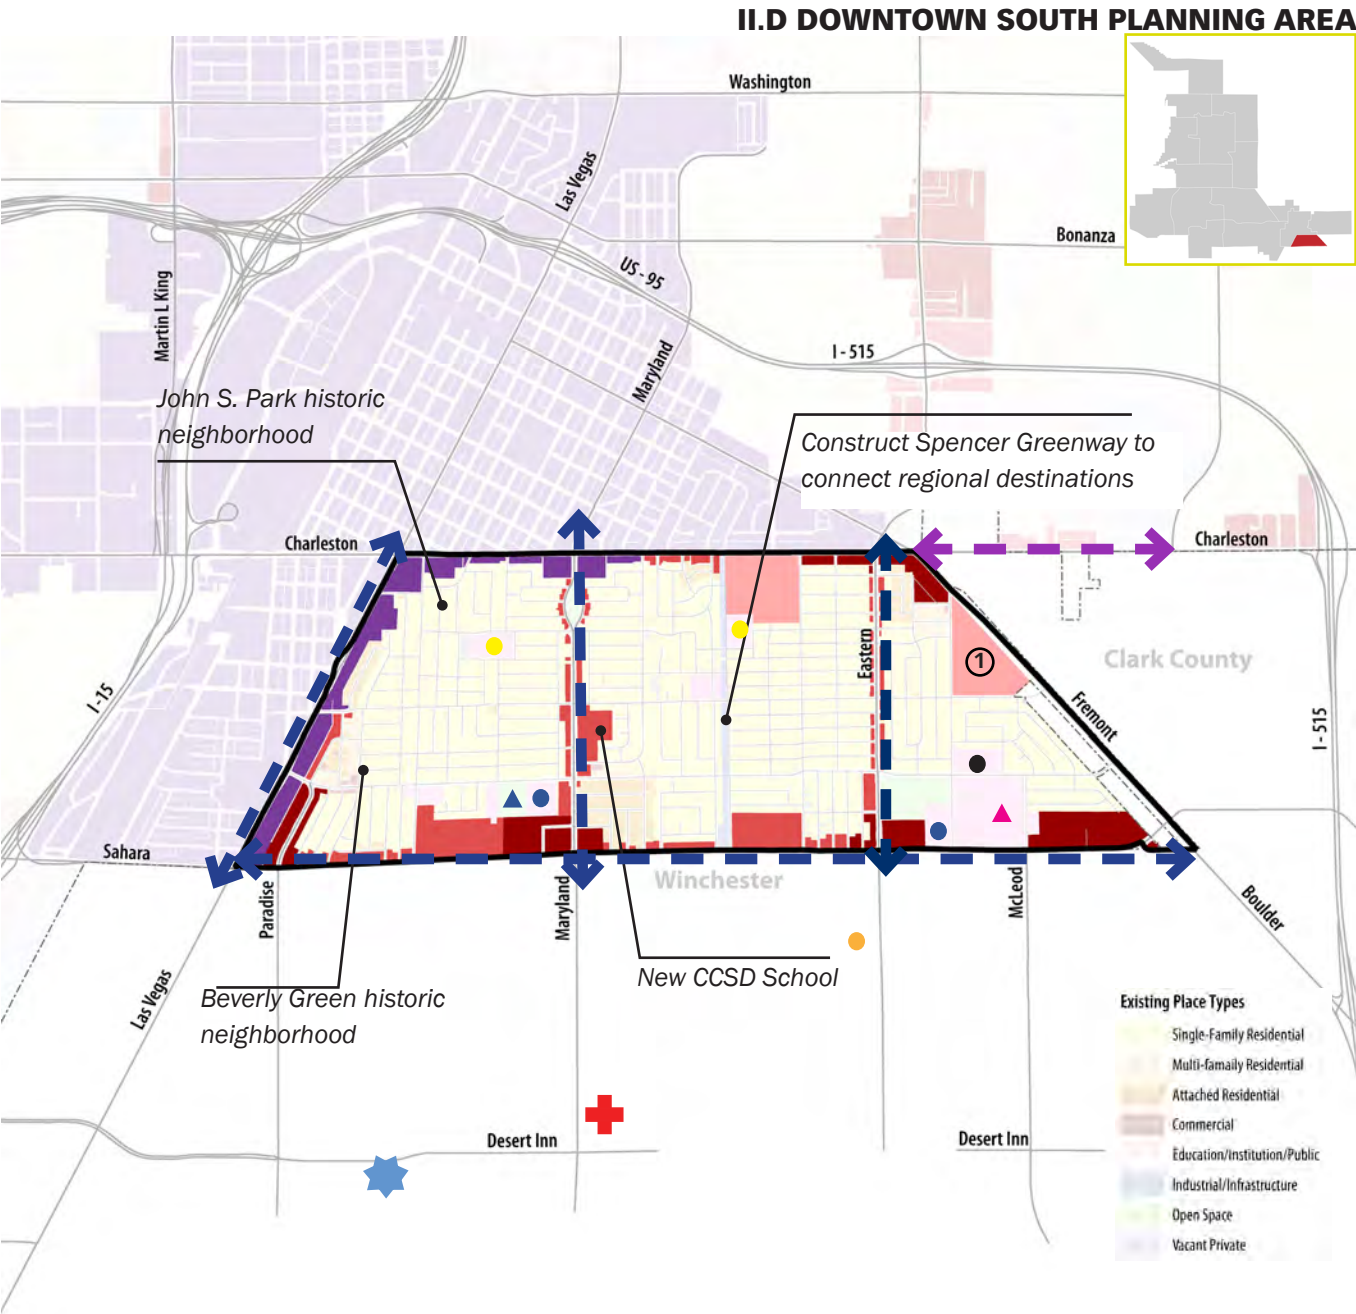 II.D DOWNTOWN SOUTH PLANNING AREA
Washington
Las Vegas
Bonanza
US - 95
Martin L King
I - 515
Maryland
John S. Park historic
neighborhood
Construct Spencer Greenway to
connect regional destinations
Charleston
Charleston
Eastern
1
Clark County
I - 15
Fremont
I - 515
Sahara
Winchester
Paradise
Maryland
McLeod
Boulder
New CCSD School
Las Vegas
Beverly Green historic
neighborhood
Desert Inn
Desert Inn
Existing Place Types
Single-Family Residential
Multi-famaily Residential
Attached Residential
Commercial
Education/Institution/Public
Industrial/Infrastructure
Open Space
Vacant Private